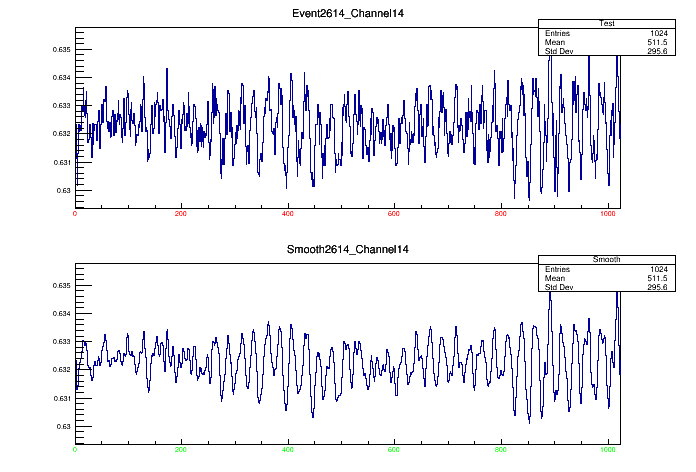 Event2614_Channel14
Test
Entries 1024
Mean 511.5
Std Dev 295.6
0.635
0.634
0.633
0.632
0.631
0.63
0 200 400 600 800 1000
Smooth2614_Channel14
Smooth
Entries 1024
Mean 511.5
Std Dev 295.6
0.635
0.634
0.633
0.632
0.631
0.63
0 200 400 600 800 1000